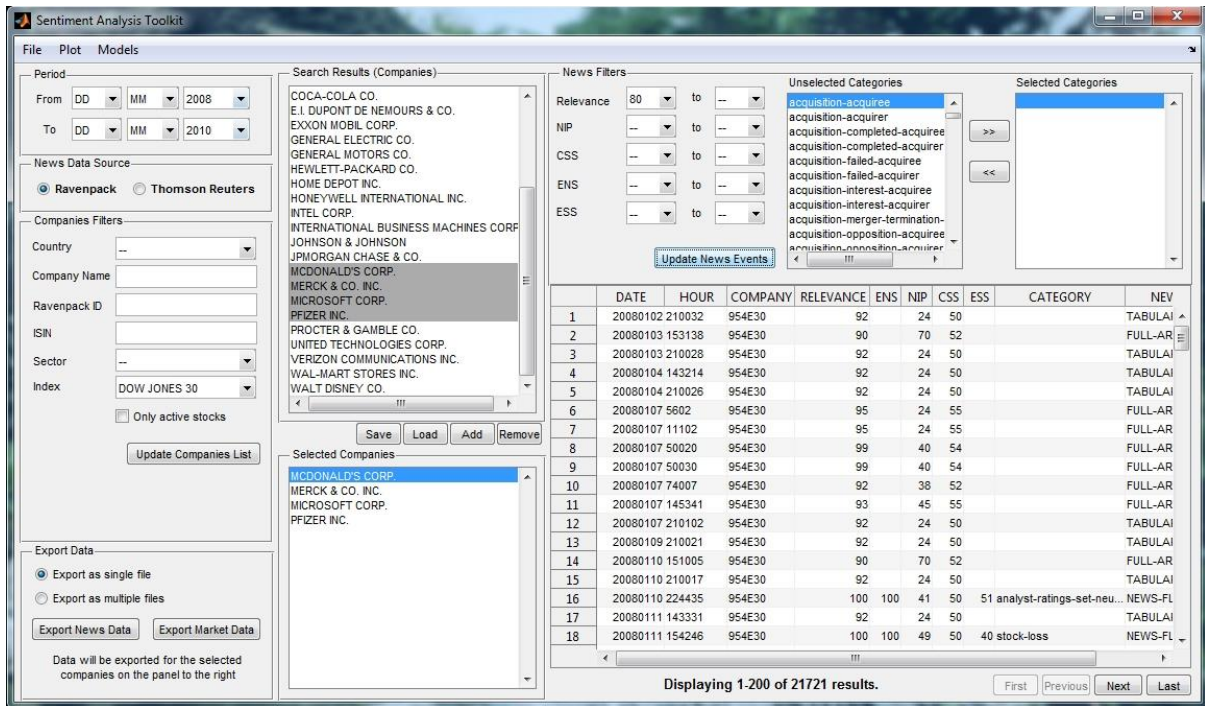 Sentiment Analysis Toolkit
File Plot Models
Period
From DD MM 2008
To DD MM 2010
News Data Source
Ravenpack Thomson Reuters
Companies Filters
Country --
Company Name
Ravenpack ID
ISIN
Sector --
Index DOW JONES 30
Only active stocks
Update Companies List
Export Data
Export as single file
Export as multiple files
Export News Data Export Market Data
Data will be exported for the selected
companies on the panel to the right
Search Results (Companies)
COCA-COLA CO.
E.I. DUPONT DE NEMOURS & CO.
EXXON MOBIL CORP.
GENERAL ELECTRIC CO.
GENERAL MOTORS CO.
HEWLETT-PACKARD CO.
HOME DEPOT INC.
HONEYWELL INTERNATIONAL INC.
INTEL CORP.
INTERNATIONAL BUSINESS MACHINES CORP
JOHNSON & JOHNSON
JPMORGAN CHASE & CO.
MCDONALD'S CORP.
MERCK & CO. INC.
MICROSOFT CORP.
PFIZER INC.
PROCTER & GAMBLE CO.
UNITED TECHNOLOGIES CORP.
VERIZON COMMUNICATIONS INC.
WAL-MART STORES INC.
WALT DISNEY CO.
Save Load Add Remove
Selected Companies
MCDONALD'S CORP.
MERCK & CO. INC.
MICROSOFT CORP.
PFIZER INC.
News Filters
Relevance 80 to --
NIP -- to --
CSS -- to --
ENS -- to --
ESS -- to --
Update News Events
Unselected Categories
acquisition-acquiree
acquisition-acquirer
acquisition-completed-acquiree
acquisition-completed-acquirer
acquisition-failed-acquiree
acquisition-failed-acquirer
acquisition-interest-acquiree
acquisition-interest-acquirer
acquisition-merger-termination-
acquisition-opposition-acquiree
acquisition-opposition-acquirer
>>
<<
Selected Categories
DATE HOUR COMPANY RELEVANCE ENS NIP CSS ESS CATEGORY NEV
1 20080102 210032 954E30 92 24 50 TABULAI
2 20080103 153138 954E30 90 70 52 FULL-AR
3 20080103 210028 954E30 92 24 50 TABULAI
4 20080104 143214 954E30 92 24 50 TABULAI
5 20080104 210026 954E30 92 24 50 TABULAI
6 20080107 5602 954E30 95 24 55 FULL-AR
7 20080107 11102 954E30 95 24 55 FULL-AR
8 20080107 50020 954E30 99 40 54 FULL-AR
9 20080107 50030 954E30 99 40 54 FULL-AR
10 20080107 74007 954E30 92 38 52 FULL-AR
11 20080107 145341 954E30 93 45 55 FULL-AR
12 20080107 210102 954E30 92 24 50 TABULAI
13 20080109 210021 954E30 92 24 50 TABULAI
14 20080110 151005 954E30 90 70 52 FULL-AR
15 20080110 210017 954E30 92 24 50 TABULAI
16 20080110 224435 954E30 100 100 41 50 51 analyst-ratings-set-neu... NEWS-FL
17 20080111 143331 954E30 92 24 50 TABULAI
18 20080111 154246 954E30 100 100 49 50 40 stock-loss NEWS-FL
Displaying 1-200 of 21721 results.
First Previous Next Last